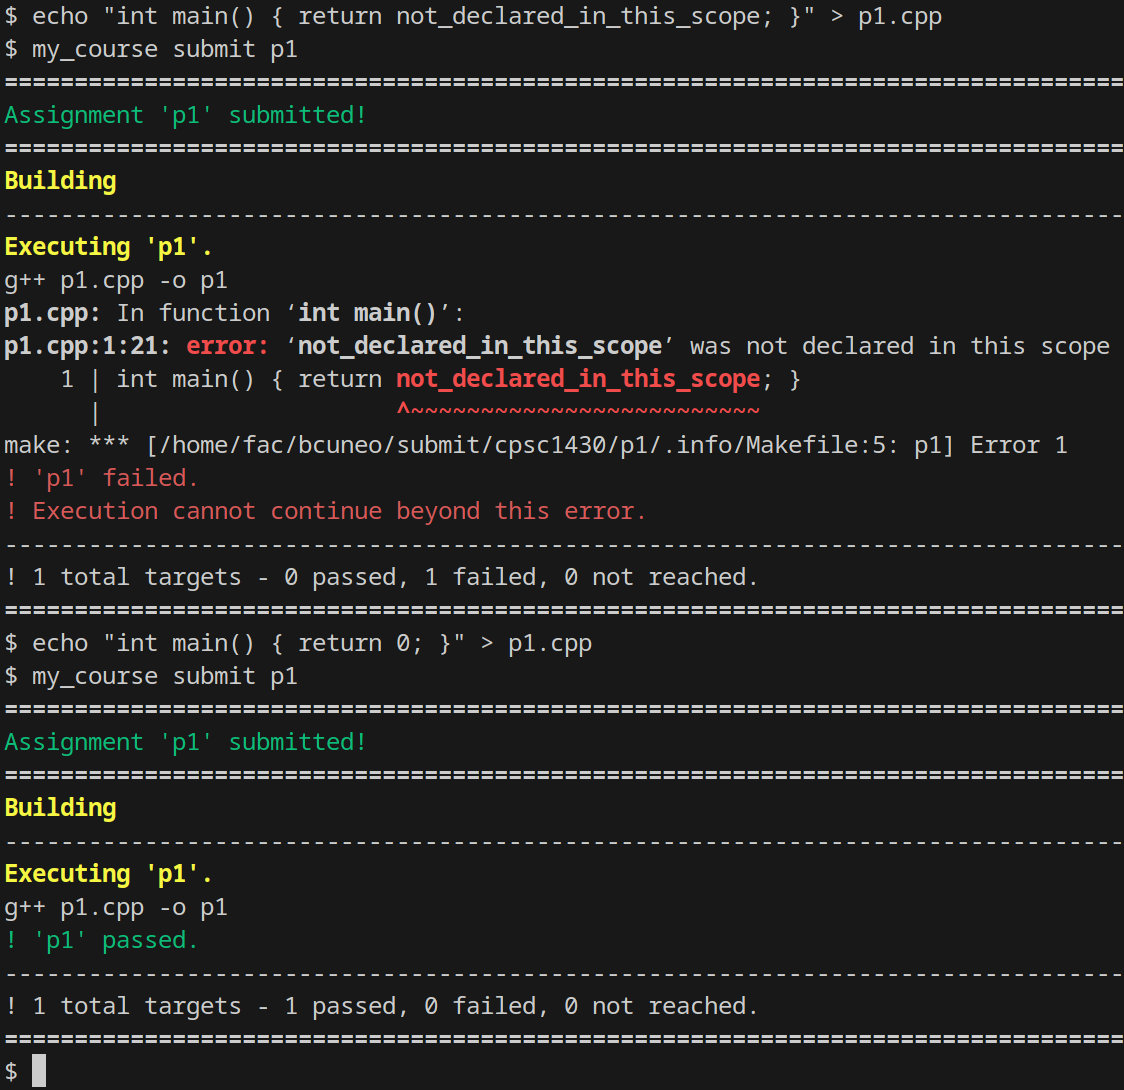 $ echo "int main() { return not_declared_in_this_scope; }" > p1.cpp
$ my_course submit p1
================================================================================
Assignment 'p1' submitted!
================================================================================
Building
--------------------------------------------------------------------------------
Executing 'p1'.
g++ p1.cpp -o p1
p1.cpp: In function ‘int main()’:
p1.cpp:1:21: error: ‘not_declared_in_this_scope’ was not declared in this scope
    1 | int main() { return not_declared_in_this_scope; }
      |                     ^~~~~~~~~~~~~~~~~~~~~~~~~~
make: *** [/home/fac/bcuneo/submit/cpsc1430/p1/.info/Makefile:5: p1] Error 1
! 'p1' failed.
! Execution cannot continue beyond this error.
--------------------------------------------------------------------------------
! 1 total targets - 0 passed, 1 failed, 0 not reached.
================================================================================
$ echo "int main() { return 0; }" > p1.cpp
$ my_course submit p1
================================================================================
Assignment 'p1' submitted!
================================================================================
Building
--------------------------------------------------------------------------------
Executing 'p1'.
g++ p1.cpp -o p1
! 'p1' passed.
--------------------------------------------------------------------------------
! 1 total targets - 1 passed, 0 failed, 0 not reached.
================================================================================
$